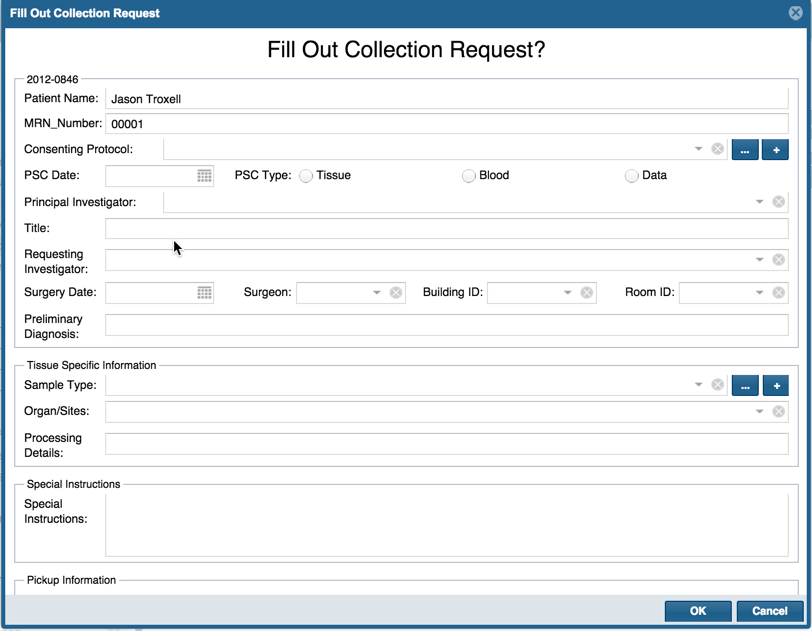 Fill Out Collection Request
Fill Out Collection Request?
2012-0846
Patient Name: Jason Troxell
MRN_Number: 00001
Consenting Protocol: ... +
PSC Date: PSC Type: Tissue Blood Data
Principal Investigator:
Title:
Requesting
Investigator:
Surgery Date: Surgeon: Building ID: Room ID:
Preliminary
Diagnosis:
Tissue Specific Information
Sample Type: ... +
Organ/Sites:
Processing
Details:
Special Instructions
Special
Instructions:
Pickup Information
OK Cancel